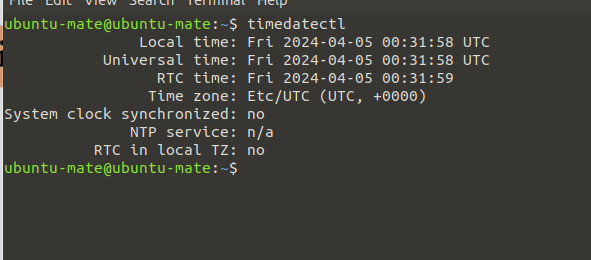 File Edit View Search Terminal Help
ubuntu-mate@ubuntu-mate:~$ timedatectl
Local time: Fri 2024-04-05 00:31:58 UTC
Universal time: Fri 2024-04-05 00:31:58 UTC
RTC time: Fri 2024-04-05 00:31:59
Time zone: Etc/UTC (UTC, +0000)
System clock synchronized: no
NTP service: n/a
RTC in local TZ: no
ubuntu-mate@ubuntu-mate:~$